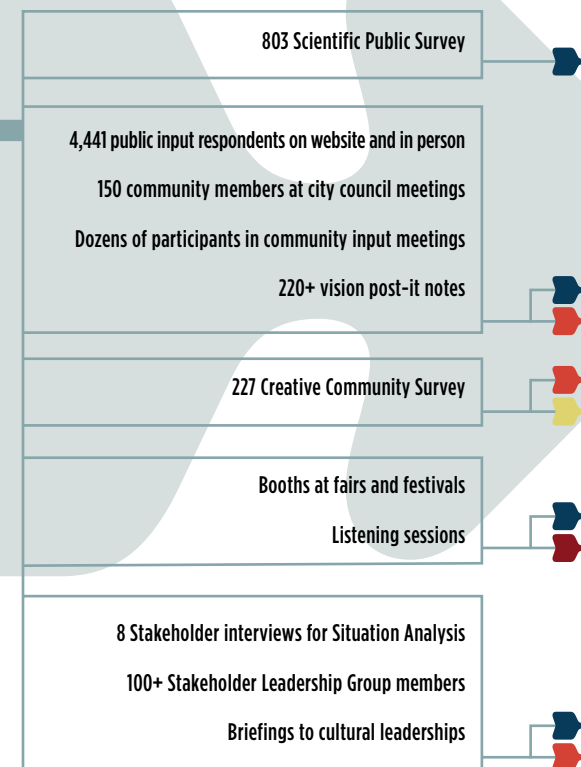 803 Scientific Public Survey
4,441 public input respondents on website and in person
150 community members at city council meetings
Dozens of participants in community input meetings
220+ vision post-it notes
227 Creative Community Survey
Booths at fairs and festivals
Listening sessions
8 Stakeholder interviews for Situation Analysis
100+ Stakeholder Leadership Group members
Briefings to cultural leaderships